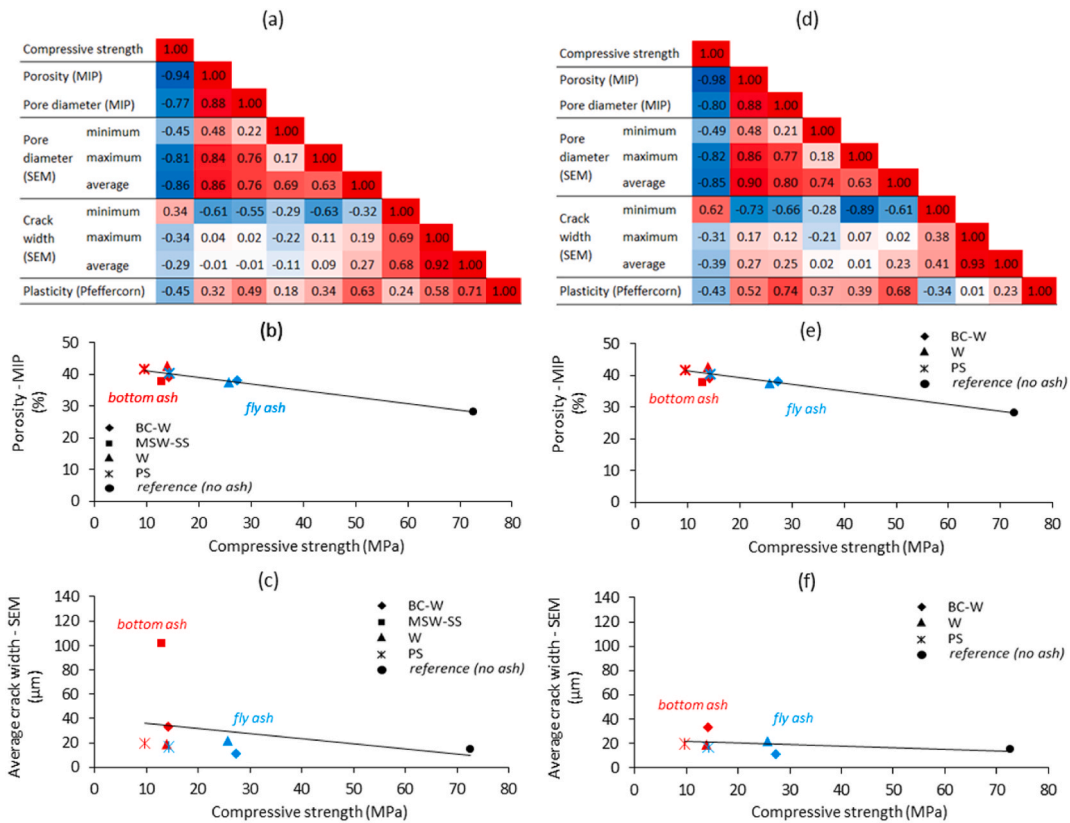 (a)
Compressive strength 1.00
Porosity (MIP) -0.94 1.00
Pore diameter (MIP) -0.77 0.88 1.00
Pore diameter (SEM)
minimum -0.45 0.48 0.22 1.00
maximum -0.81 0.84 0.76 0.17 1.00
average -0.86 0.86 0.76 0.69 0.63 1.00
Crack width (SEM)
minimum 0.34 -0.61 -0.55 -0.29 -0.63 -0.32 1.00
maximum -0.34 0.04 0.02 -0.22 0.11 0.19 0.69 1.00
average -0.29 -0.01 -0.01 -0.11 0.09 0.27 0.68 0.92 1.00
Plasticity (Pfeffercorn) -0.45 0.32 0.49 0.18 0.34 0.63 0.24 0.58 0.71 1.00
(d)
Compressive strength 1.00
Porosity (MIP) -0.98 1.00
Pore diameter (MIP) -0.80 0.88 1.00
Pore diameter (SEM)
minimum -0.49 0.48 0.21 1.00
maximum -0.82 0.86 0.77 0.18 1.00
average -0.85 0.90 0.80 0.74 0.63 1.00
Crack width (SEM)
minimum 0.62 -0.73 -0.66 -0.28 -0.89 -0.61 1.00
maximum -0.31 0.17 0.12 -0.21 0.07 0.02 0.38 1.00
average -0.39 0.27 0.25 0.02 0.01 0.23 0.41 0.93 1.00
Plasticity (Pfeffercorn) -0.43 0.52 0.74 0.37 0.39 0.68 -0.34 0.01 0.23 1.00
(b)
Porosity - MIP
(%)
50
40
30
20
10
0
bottom ash
fly ash
BC-W
MSW-SS
W
PS
reference (no ash)
0 10 20 30 40 50 60 70 80
Compressive strength (MPa)
(e)
Porosity - MIP
(%)
50
40
30
20
10
0
bottom ash
fly ash
BC-W
W
PS
reference (no ash)
0 10 20 30 40 50 60 70 80
Compressive strength (MPa)
(c)
Average crack width - SEM
(μm)
140
120
100
80
60
40
20
0
bottom ash
fly ash
BC-W
MSW-SS
W
PS
reference (no ash)
0 10 20 30 40 50 60 70 80
Compressive strength (MPa)
(f)
Average crack width - SEM
(μm)
140
120
100
80
60
40
20
0
bottom ash
fly ash
BC-W
W
PS
reference (no ash)
0 10 20 30 40 50 60 70 80
Compressive strength (MPa)